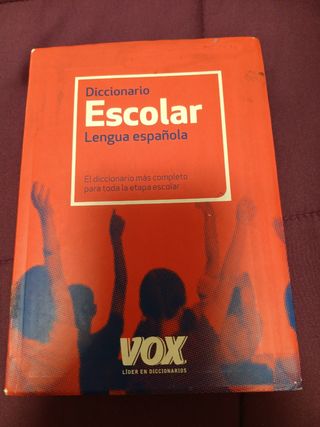 Diccionario
Escolar
Lengua española
El diccionario más completo
para toda la etapa escolar
VOX
LÍDER EN DICCIONARIOS